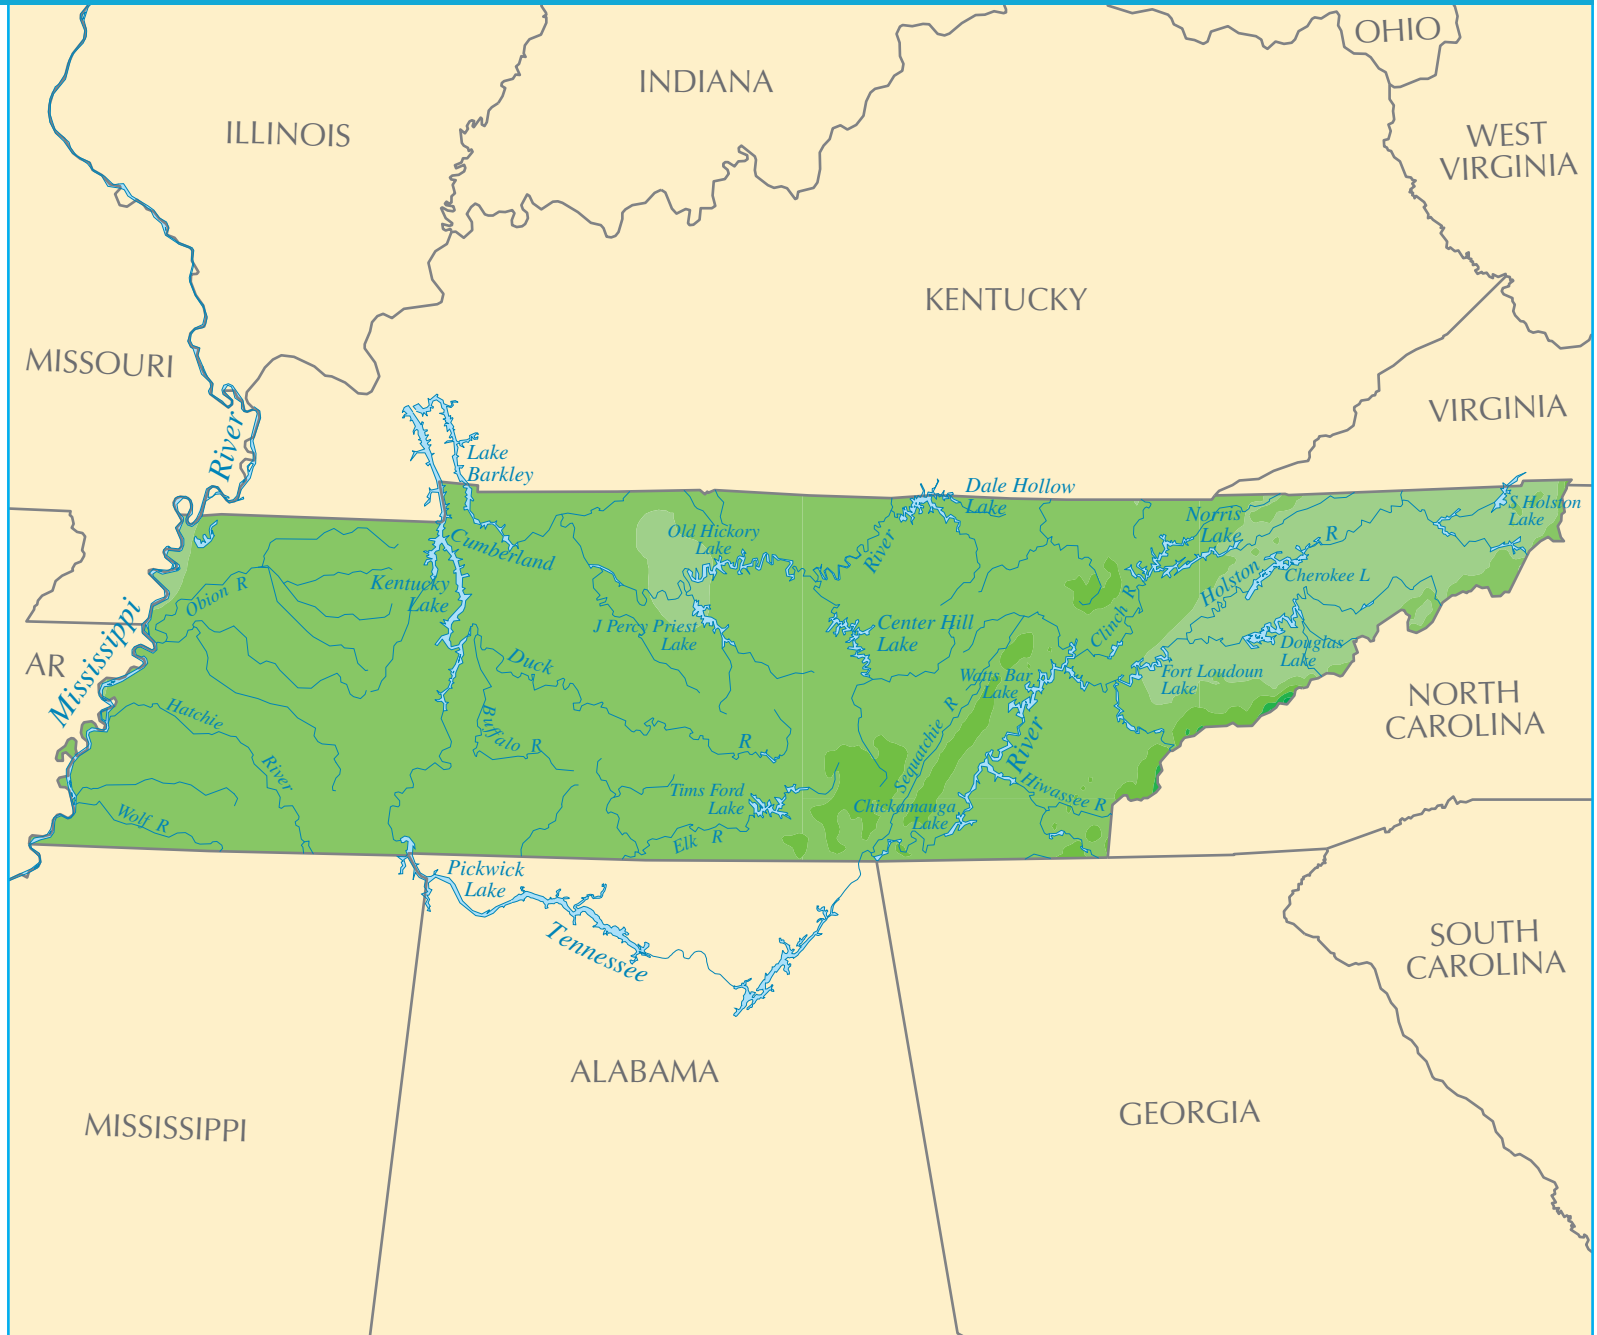 OHIO
INDIANA
ILLINOIS
WEST
VIRGINIA
KENTUCKY
MISSOURI
VIRGINIA
River
Lake
Barkley
Dale Hollow
Lake
S Holston
Lake
Norris
Lake
Old Hickory
Lake
River
R
Cumberland
Kentucky
Lake
Holston
Cherokee L
Obion R
Clinch R
Mississippi
J Percy Priest
Lake
Center Hill
Lake
Douglas
Lake
AR
Duck
Watts Bar
Lake
Fort Loudoun
Lake
NORTH
CAROLINA
Hatchie
River
Buffalo R
R
Sequatchie R
River
Tims Ford
Lake
Chickamauga
Lake
Hiwassee R
Wolf R
Elk R
Pickwick
Lake
Tennessee
SOUTH
CAROLINA
ALABAMA
GEORGIA
MISSISSIPPI